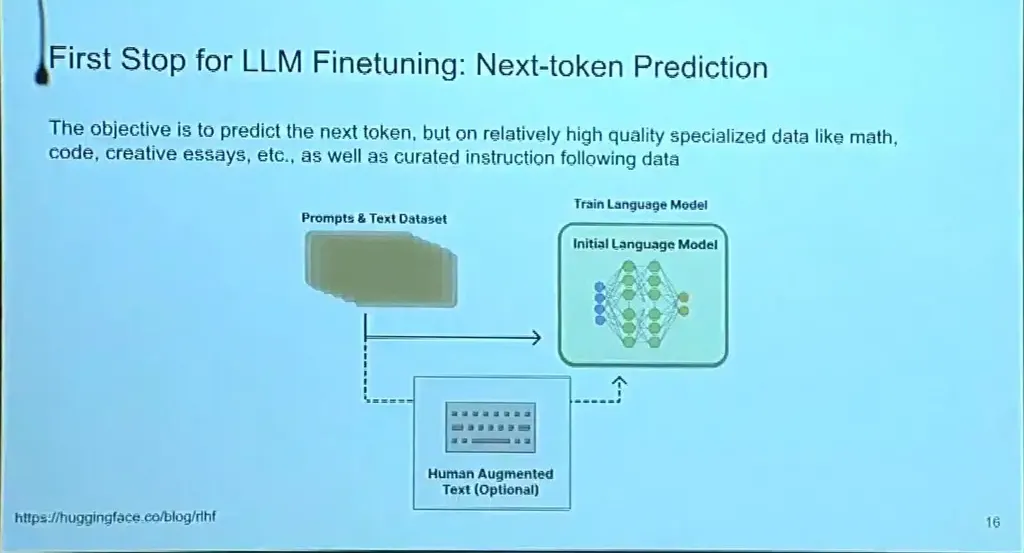 First Stop for LLM Finetuning: Next-token Prediction
The objective is to predict the next token, but on relatively high quality specialized data like math,
code, creative essays, etc., as well as curated instruction following data
Train Language Model
Prompts & Text Dataset
Initial Language Model
Human Augmented
Text (Optional)
https://huggingface.co/blog/rlhf
16